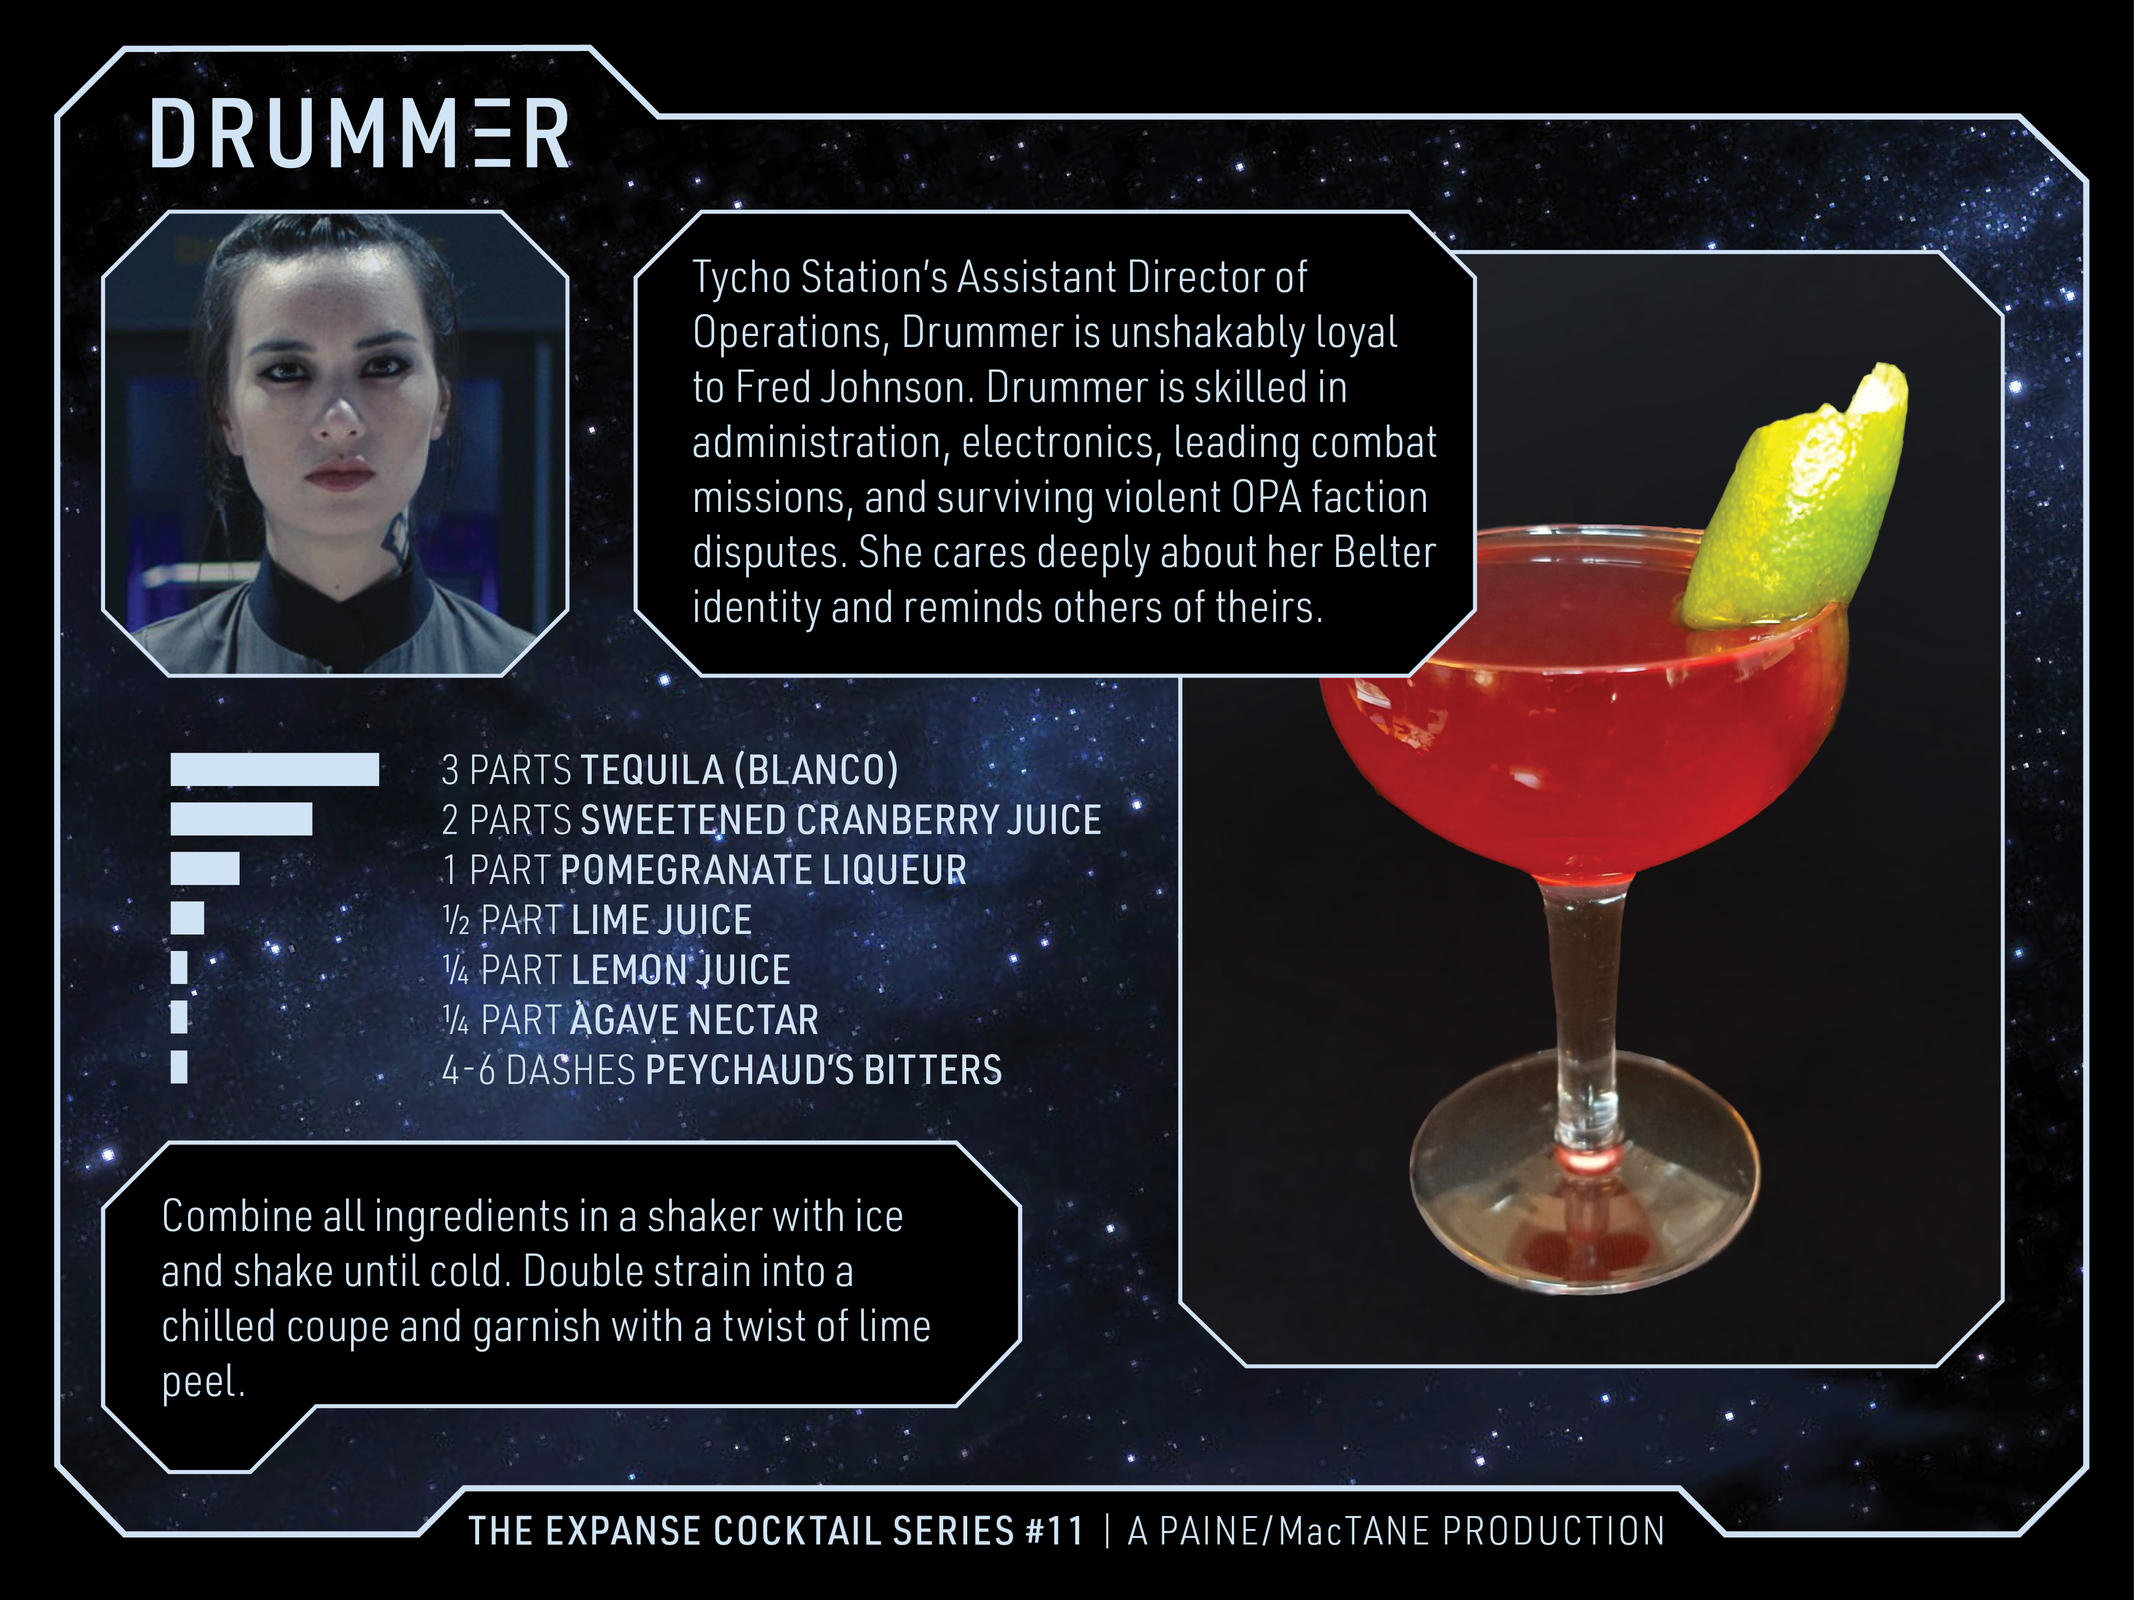 DRUMMER
Tycho Station’s Assistant Director of
Operations, Drummer is unshakably loyal
to Fred Johnson. Drummer is skilled in
administration, electronics, leading combat
missions, and surviving violent OPA faction
disputes. She cares deeply about her Belter
identity and reminds others of theirs.
3 PARTS TEQUILA (BLANCO)
2 PARTS SWEETENED CRANBERRY JUICE
1 PART POMEGRANATE LIQUEUR
½ PART LIME JUICE
¼ PART LEMON JUICE
¼ PART AGAVE NECTAR
4-6 DASHES PEYCHAUD’S BITTERS
Combine all ingredients in a shaker with ice
and shake until cold. Double strain into a
chilled coupe and garnish with a twist of lime
peel.
THE EXPANSE COCKTAIL SERIES #11 | A PAINE/MacTANE PRODUCTION